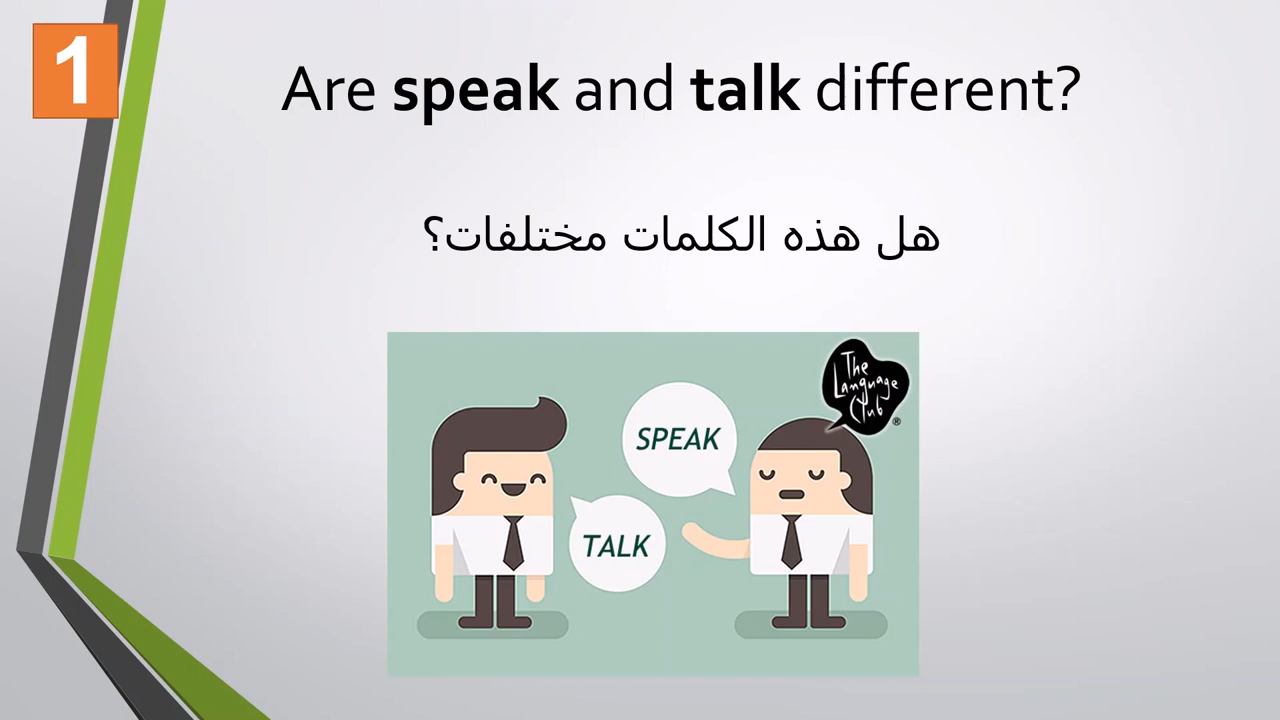 1
Are speak and talk different?
هل هذه الكلمات مختلفات؟
The
Language
Club
®
SPEAK
TALK